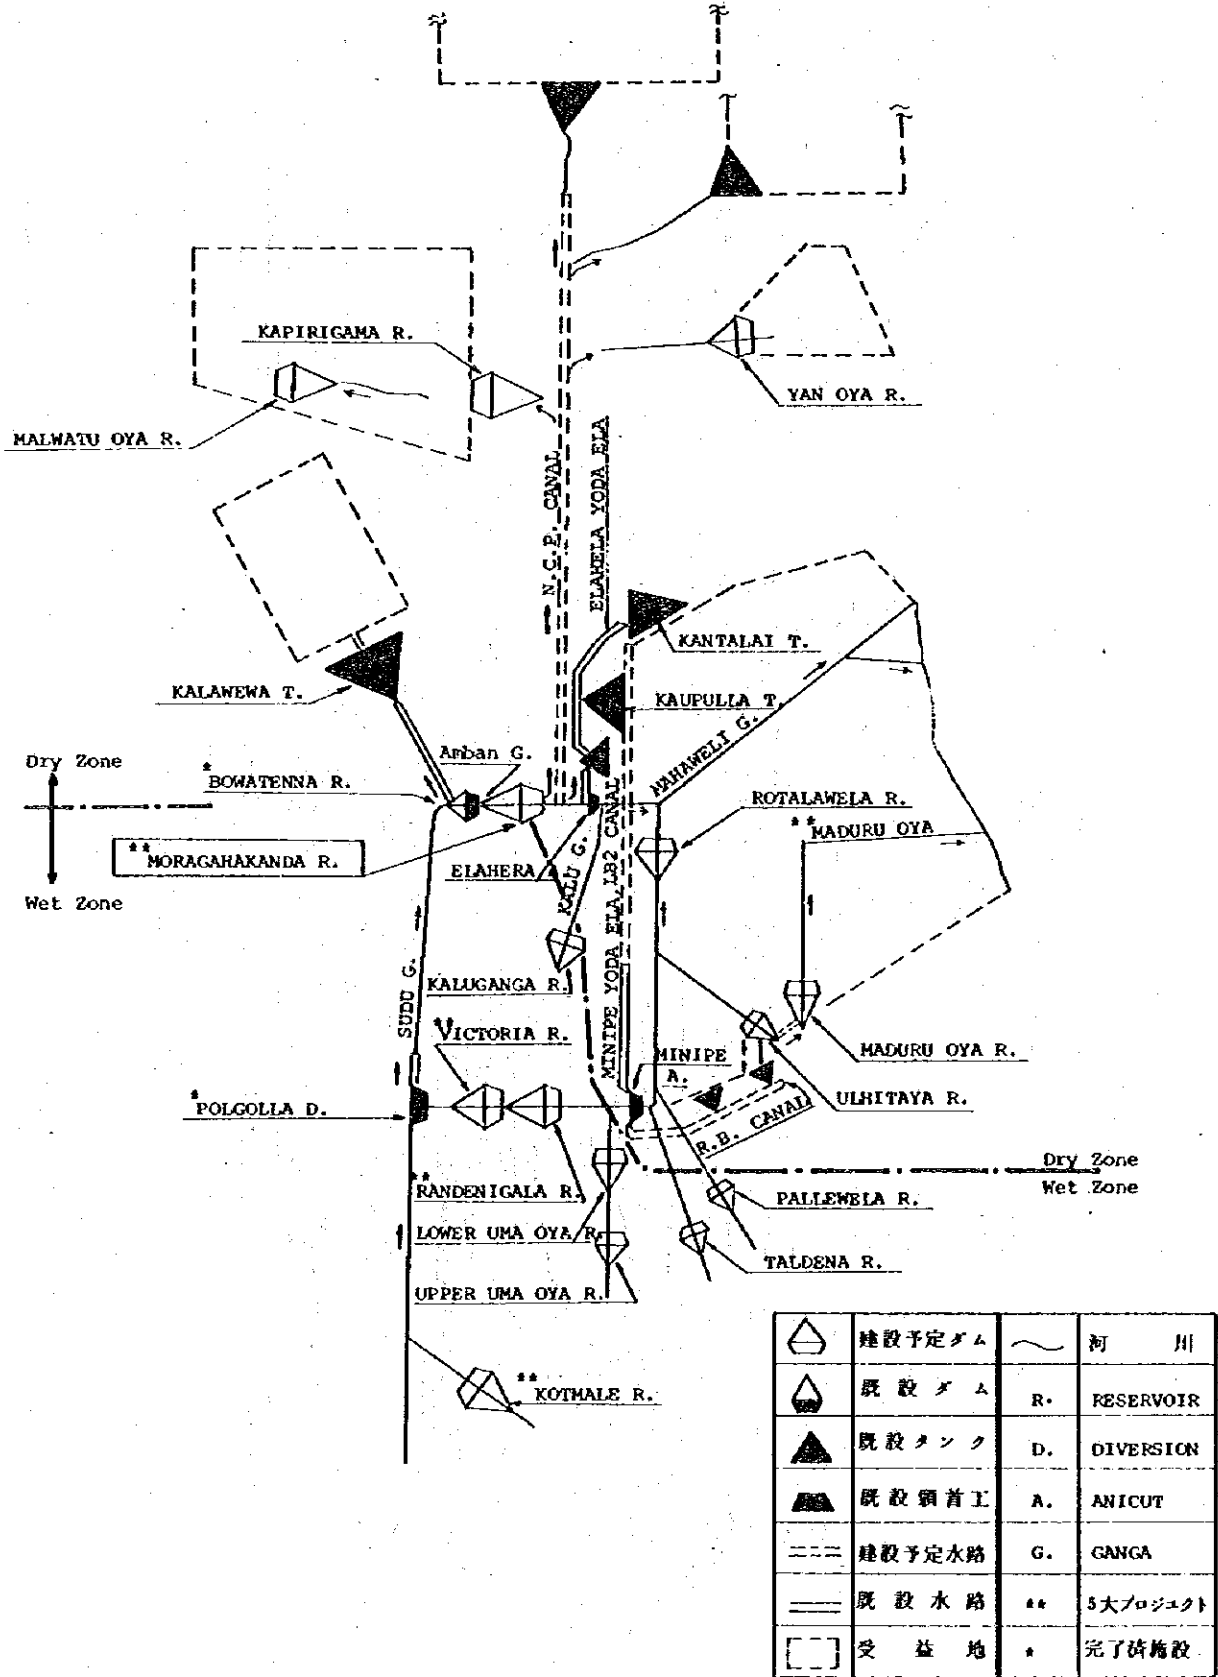 KAPIRIGAMA R.
YAN OYA R.
MALWATU OYA R.
N.C.P. CANAL
ELAHELA YODA ELA
KANTALAI T.
KALAWEWA T.
KAUPULLA T.
MAHAWELI G.
Amban G.
Dry Zone
*BOWATENNA R.
ROTALAWELA R.
**MADURU OYA
**MORAGAHAKANDA R.
ELAHERA
KALU G.
MINIPE YODA ELA, LB2 CANAL
Wet Zone
SUDU G.
KALUGANGA R.
**VICTORIA R.
MINIPE
A.
MADURU OYA R.
*POLGOLLA D.
ULHITAYA R.
R.B. CANAL
Dry Zone
Wet Zone
**RANDENIGALA R.
PALLEWELA R.
LOWER UMA OYA R.
TALDENA R.
UPPER UMA OYA R.
**KOTMALE R.
建設予定ダム 河川
既設ダム R. RESERVOIR
既設タンク D. DIVERSION
既設頭首工 A. ANICUT
建設予定水路 G. GANGA
既設水路 ** 5大プロジェクト
受益地 * 完了済施設